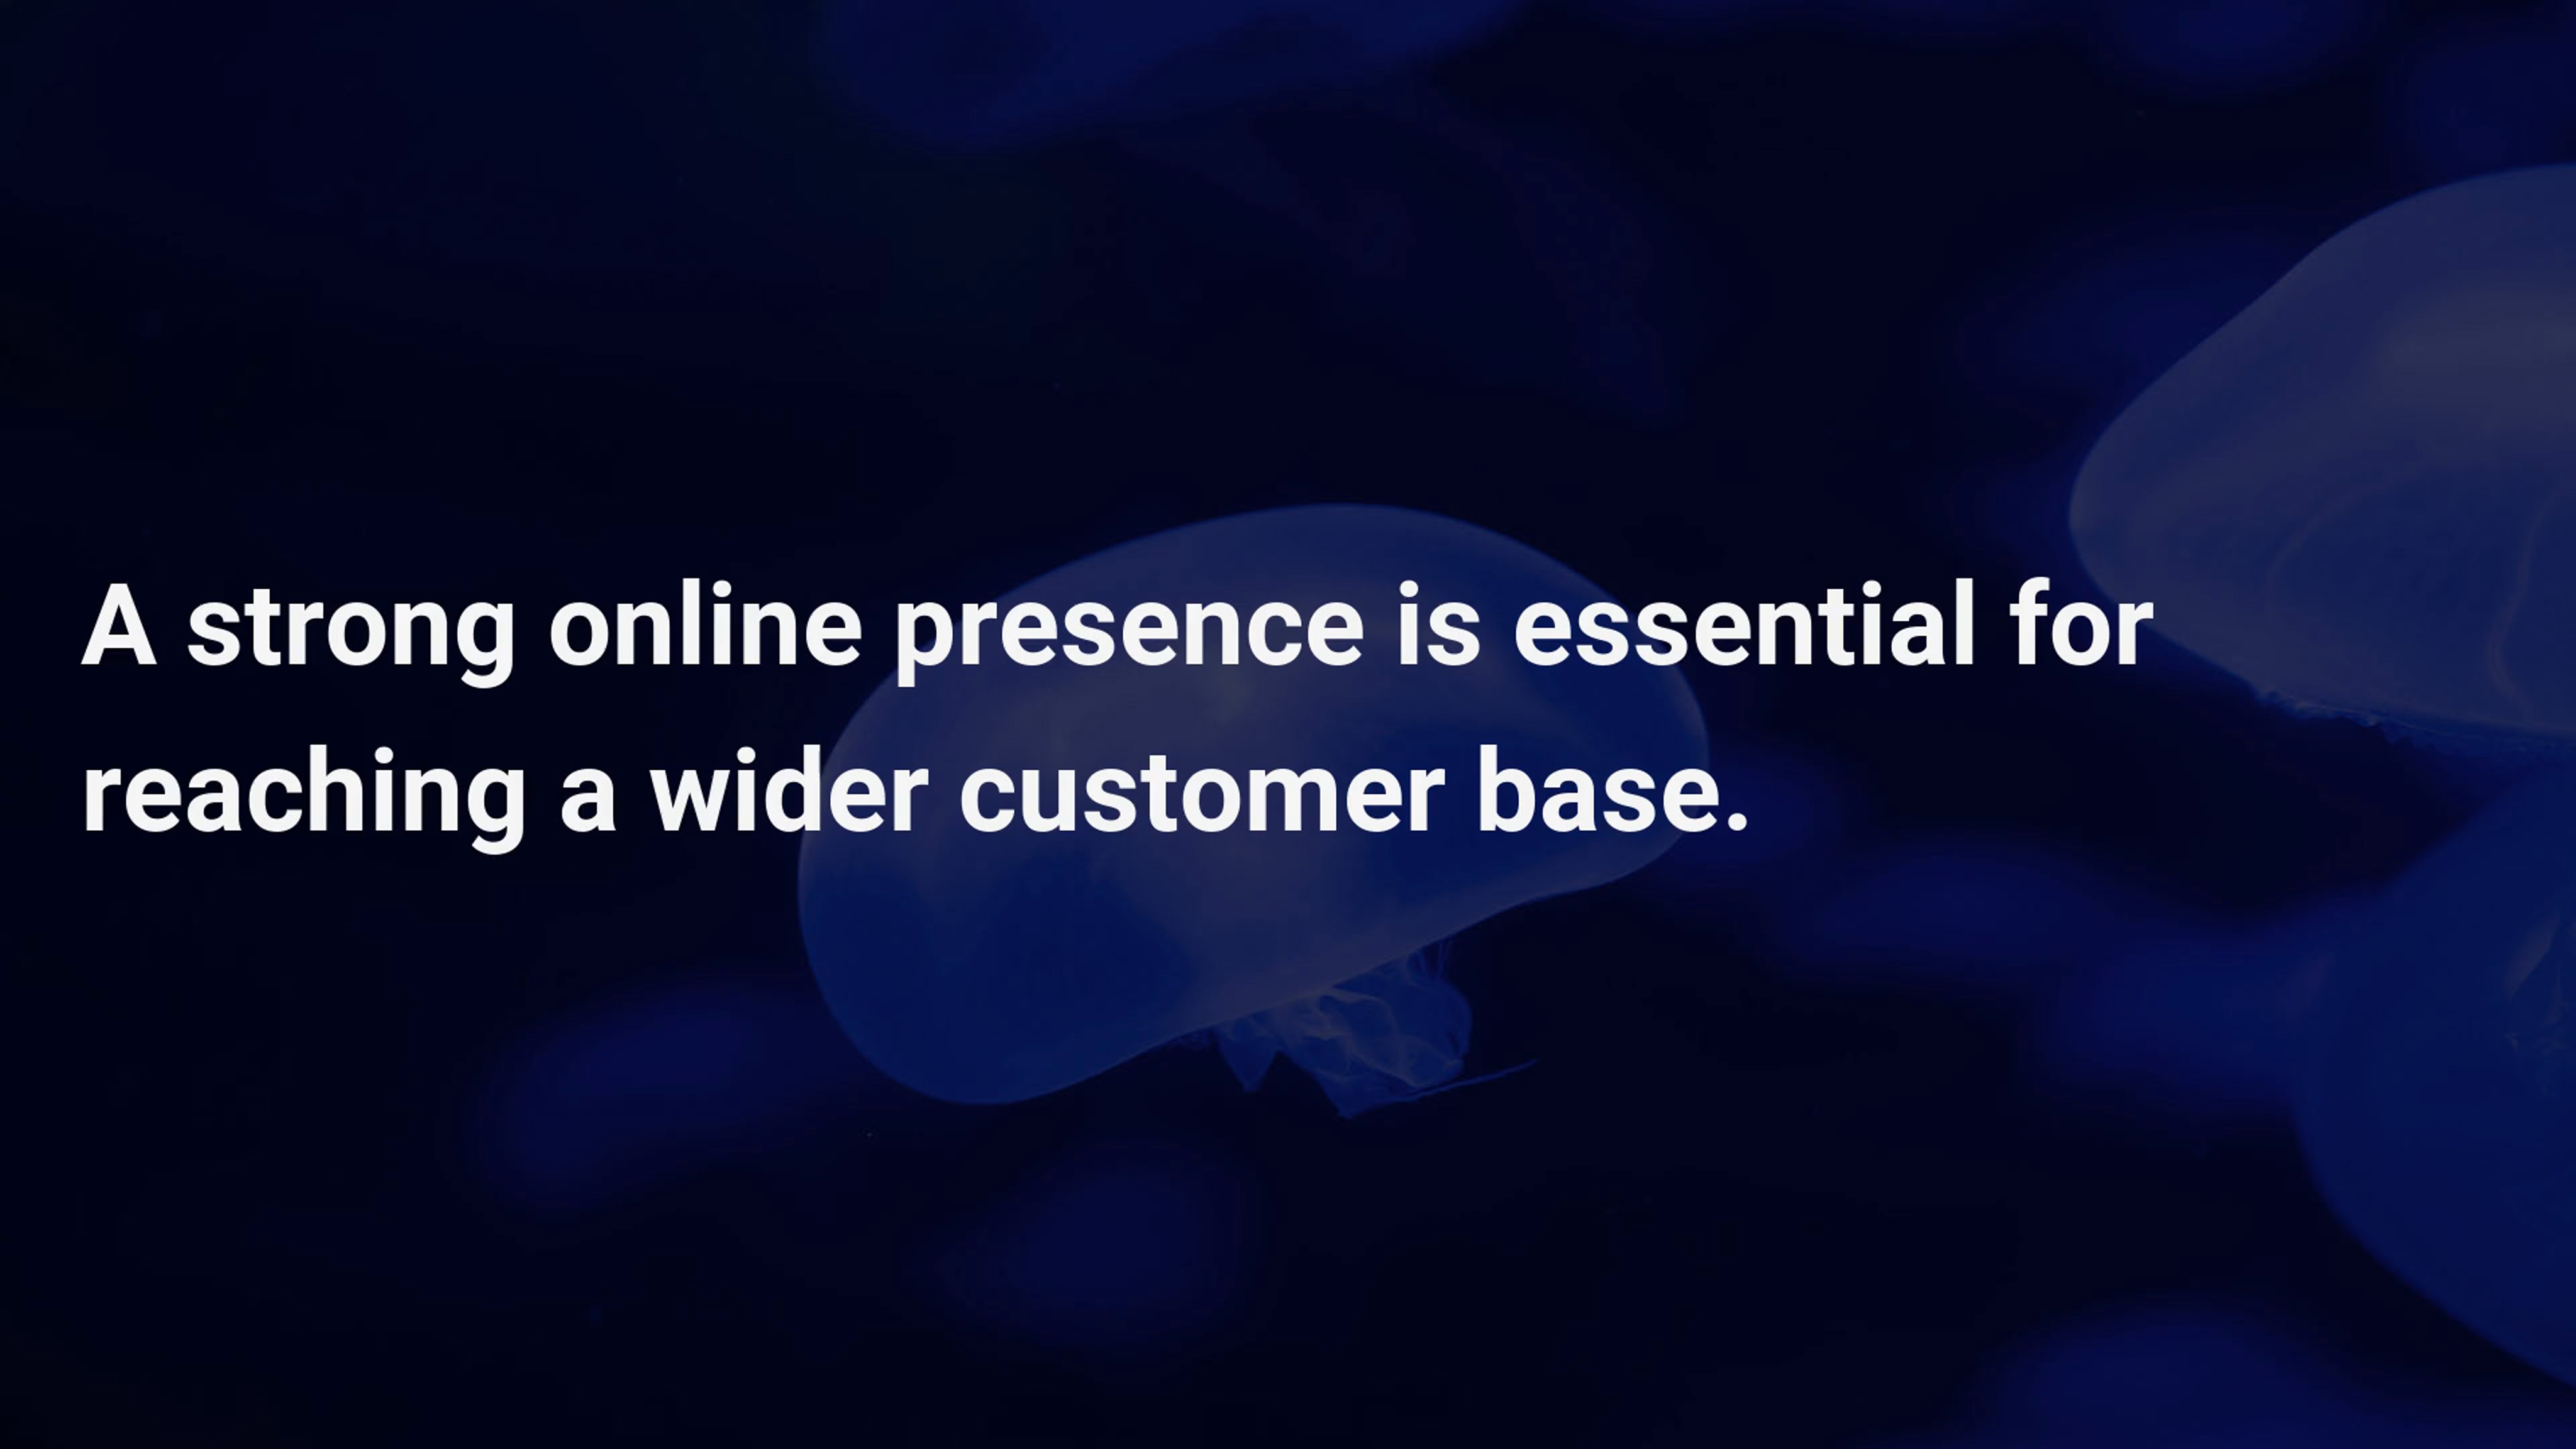 A strong online presence is essential for
reaching a wider customer base.